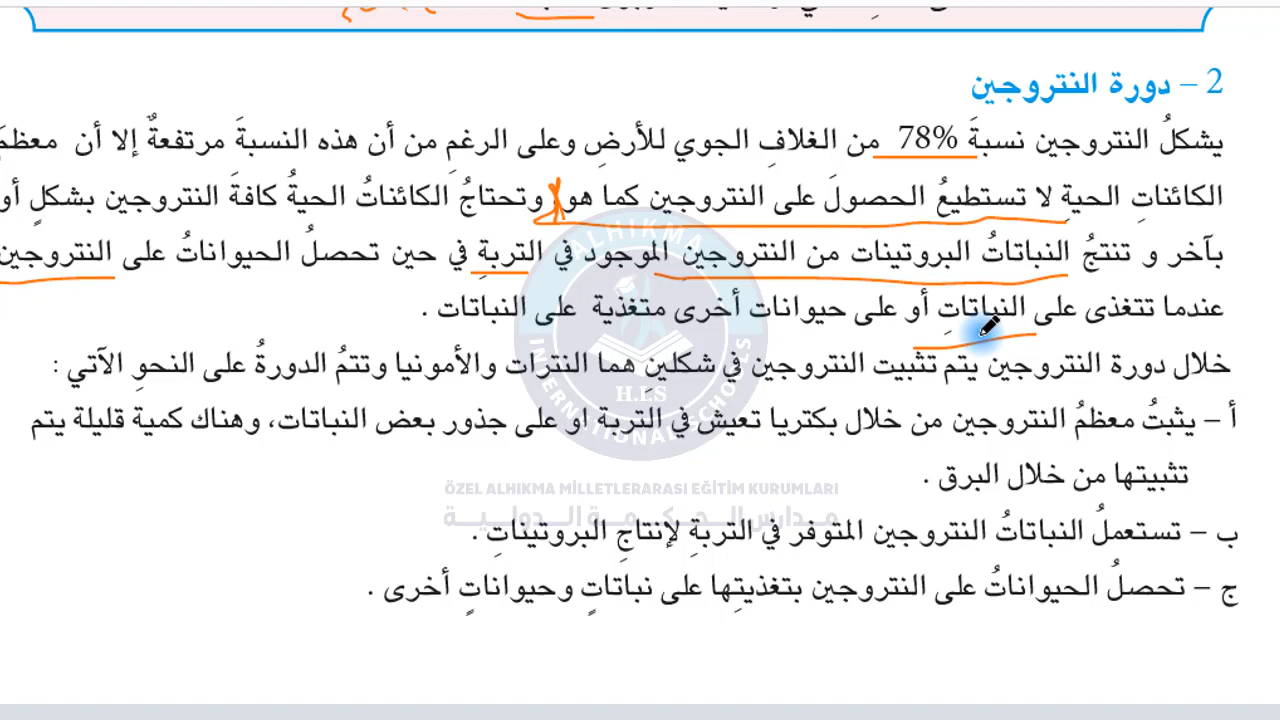 2 – دورة النتروجين
يشكلُ النتروجين نسبةَ 78% من الغلافِ الجوي للأرضِ وعلى الرغمِ من أن هذه النسبةَ مرتفعةٌ إلا أن معظمَ
الكائناتِ الحيةِ لا تستطيعُ الحصولَ على النتروجين كما هو وتحتاجُ الكائناتُ الحيةُ كافةَ النتروجين بشكلٍ أو
بآخر و تنتجُ النباتاتُ البروتينات من النتروجينِ الموجود في التربةِ في حين تحصلُ الحيواناتُ على النتروجين
عندما تتغذى على النباتاتِ أو على حيوانات أخرى متغذية على النباتات .
خلال دورة النتروجين يتم تثبيت النتروجين في شكلينِ هما النترات والأمونيا وتتمُ الدورةُ على النحوِ الآتي :
أ – يثبتُ معظمُ النتروجين من خلال بكتريا تعيش في التربة او على جذور بعض النباتات، وهناك كمية قليلة يتم
تثبيتها من خلال البرق .
ب – تستعملُ النباتاتُ النتروجين المتوفر في التربةِ لإنتاجِ البروتيناتِ .
ج – تحصلُ الحيواناتُ على النتروجين بتغذيتِها على نباتاتٍ وحيواناتٍ أخرى .
ALHIKMA
INTERNATIONAL SCHOOLS
H.I.S
ÖZEL ALHIKMA MİLLETLERARASI EĞİTİM KURUMLARI
مدارس الحكمة الدولية